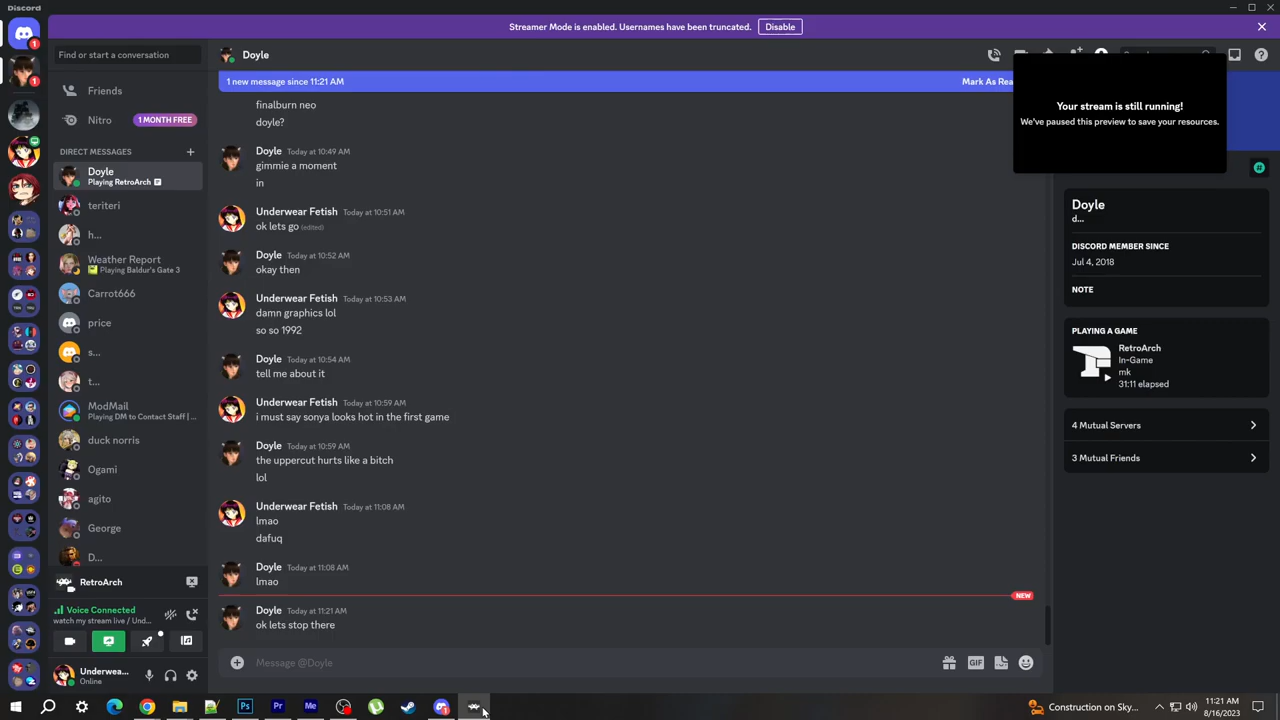 Discord
Streamer Mode is enabled. Usernames have been truncated. Disable
Find or start a conversation
Friends
Nitro 1 MONTH FREE
DIRECT MESSAGES
Doyle
Playing RetroArch
teriteri
h...
Weather Report
Playing Baldur's Gate 3
Carrot666
price
s...
t...
ModMail
Playing DM to Contact Staff | ...
duck norris
Ogami
agito
George
D...
RetroArch
Voice Connected
watch my stream live / Und...
Underwea...
Online
Doyle
1 new message since 11:21 AM Mark As Rea
finalburn neo
doyle?
Doyle Today at 10:49 AM
gimmie a moment
in
Underwear Fetish Today at 10:51 AM
ok lets go (edited)
Doyle Today at 10:52 AM
okay then
Underwear Fetish Today at 10:53 AM
damn graphics lol
so so 1992
Doyle Today at 10:54 AM
tell me about it
Underwear Fetish Today at 10:59 AM
i must say sonya looks hot in the first game
Doyle Today at 10:59 AM
the uppercut hurts like a bitch
lol
Underwear Fetish Today at 11:08 AM
lmao
dafuq
Doyle Today at 11:08 AM
lmao
NEW
Doyle Today at 11:21 AM
ok lets stop there
Message @Doyle
GIF
Your stream is still running!
We've paused this preview to save your resources.
Doyle
d...
DISCORD MEMBER SINCE
Jul 4, 2018
NOTE
PLAYING A GAME
RetroArch
In-Game
mk
31:11 elapsed
4 Mutual Servers
3 Mutual Friends
Ps
Pr
Me
Construction on Sky...
11:21 AM
8/16/2023